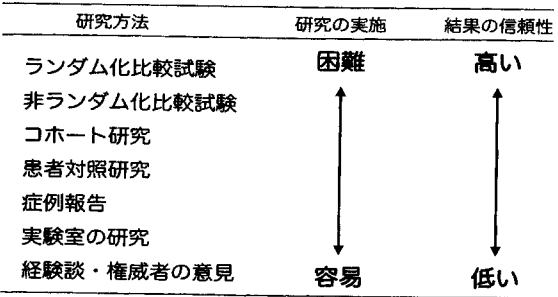 研究方法 研究の実施 結果の信頼性
ランダム化比較試験 困難 高い
非ランダム化比較試験
コホート研究
患者対照研究
症例報告
実験室の研究
経験談・権威者の意見 容易 低い